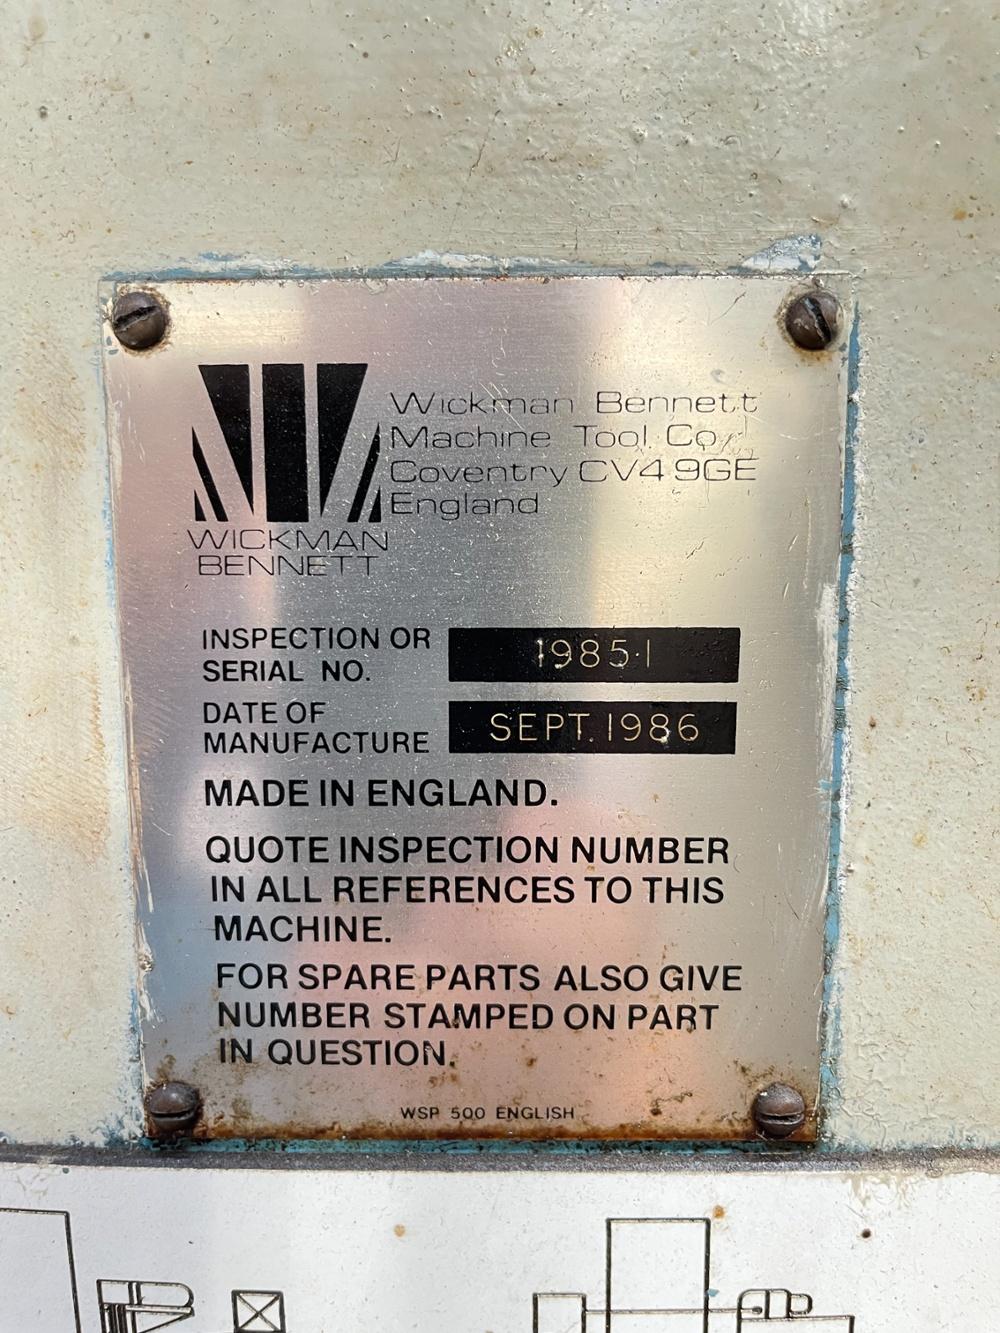 Wickman Bennett
Machine Tool Co.
Coventry CV4 9GE
England
WICKMAN
BENNETT
INSPECTION OR
SERIAL NO. 1985·1
DATE OF
MANUFACTURE SEPT. 1986
MADE IN ENGLAND.
QUOTE INSPECTION NUMBER
IN ALL REFERENCES TO THIS
MACHINE.
FOR SPARE PARTS ALSO GIVE
NUMBER STAMPED ON PART
IN QUESTION.
WSP 500 ENGLISH